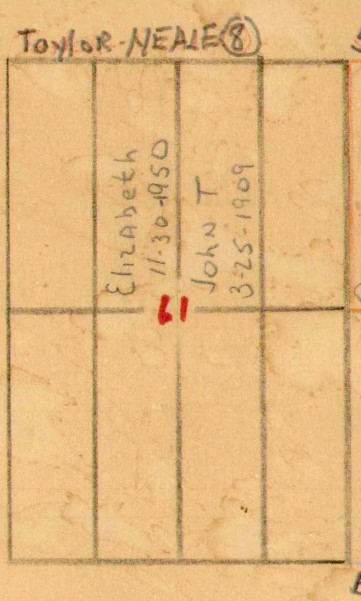 Taylor-NEALE 8
Elizabeth
11-30-1950
John T
3-25-1909
61